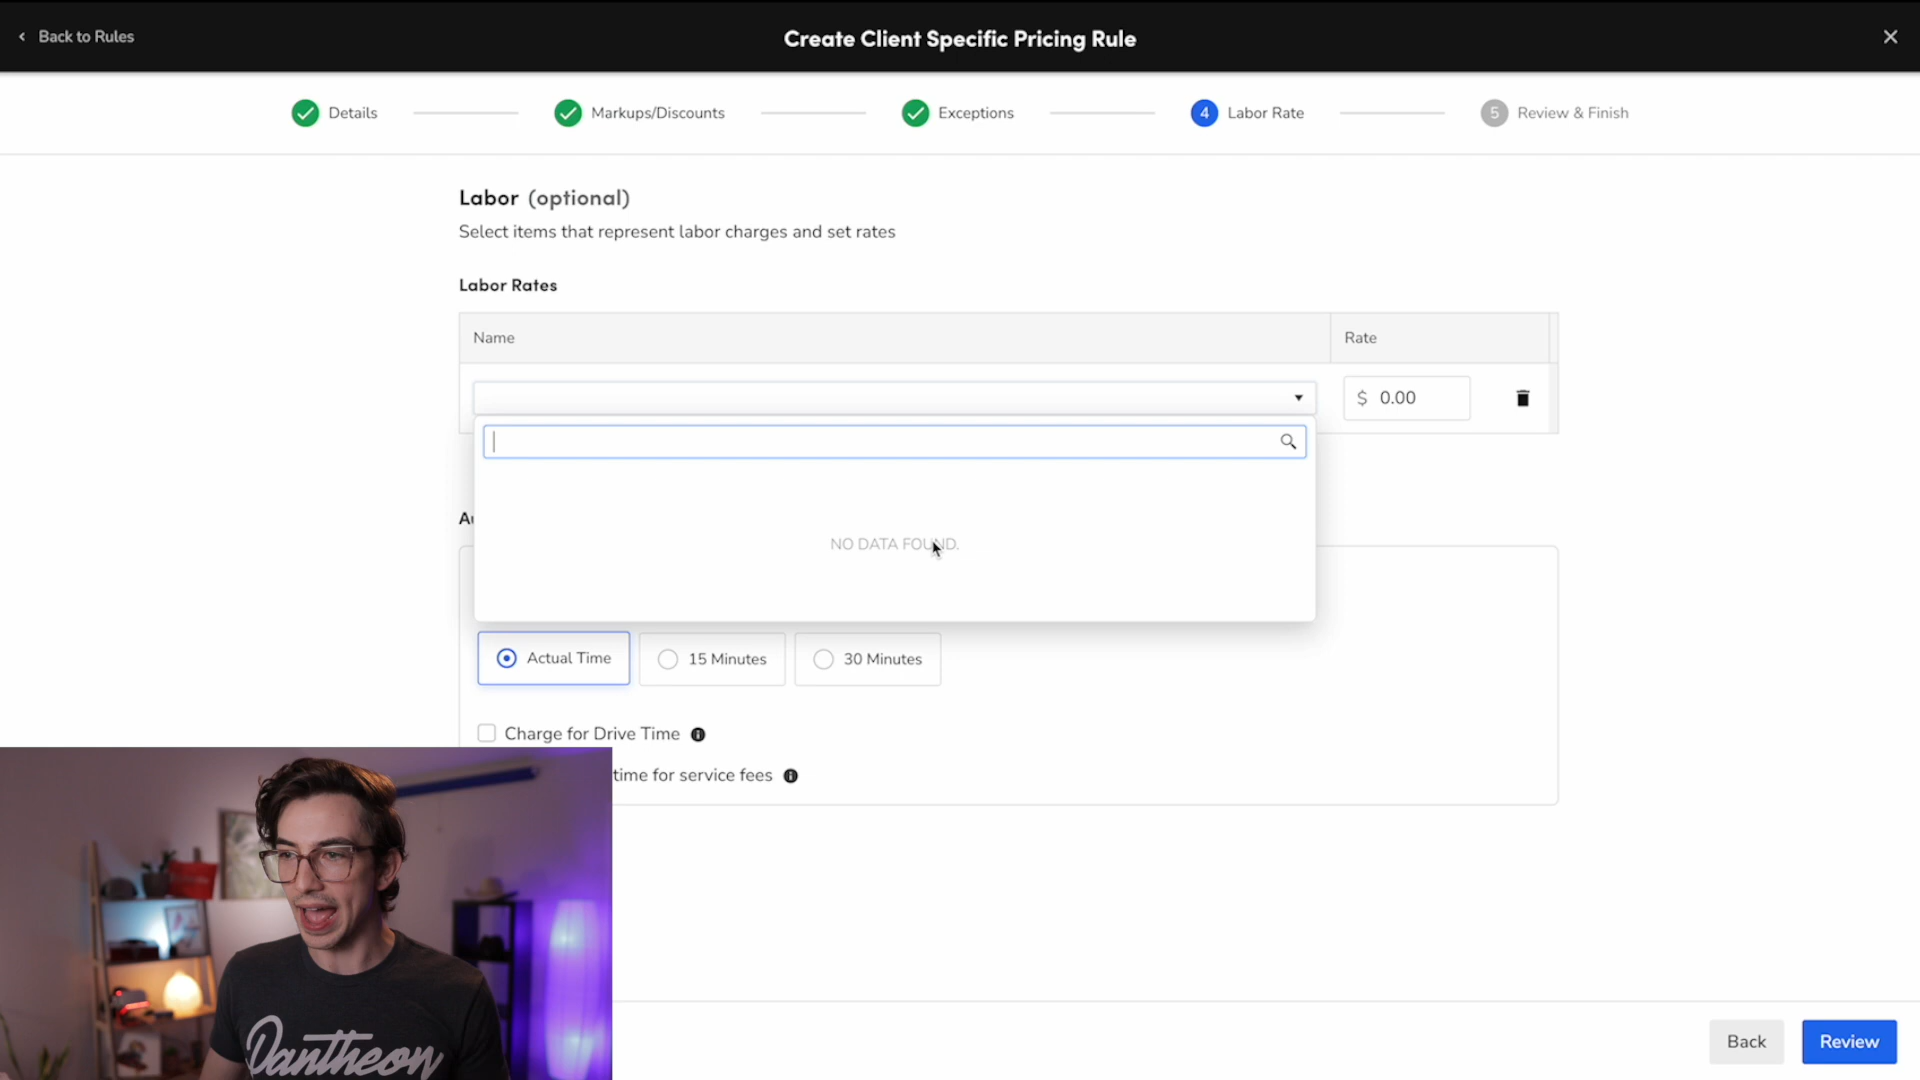 Back to Rules
Create Client Specific Pricing Rule
Details
Markups/Discounts
Exceptions
4 Labor Rate
5 Review & Finish
Labor (optional)
Select items that represent labor charges and set rates
Labor Rates
Name Rate
$ 0.00
NO DATA FOUND.
Actual Time
15 Minutes
30 Minutes
Charge for Drive Time
time for service fees
Dantheon
Back
Review